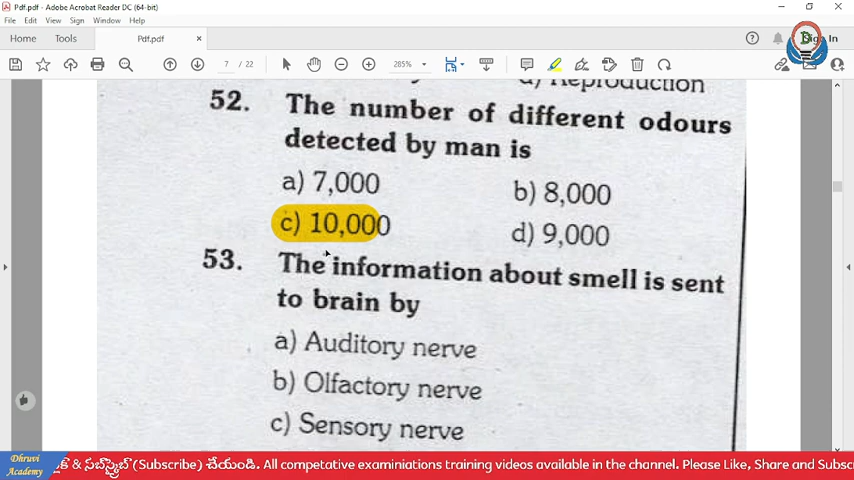 Pdf.pdf - Adobe Acrobat Reader DC (64-bit)
File Edit View Sign Window Help
Home Tools Pdf.pdf × Sign In
7 / 22 285%
d) Reproduction
52. The number of different odours
detected by man is
a) 7,000 b) 8,000
c) 10,000 d) 9,000
53. The information about smell is sent
to brain by
a) Auditory nerve
b) Olfactory nerve
c) Sensory nerve
Dhruvi
Academy
& సబ్‌స్క్రైబ్ (Subscribe) చేయండి. All competative examiniations training videos available in the channel. Please Like, Share and Subsc